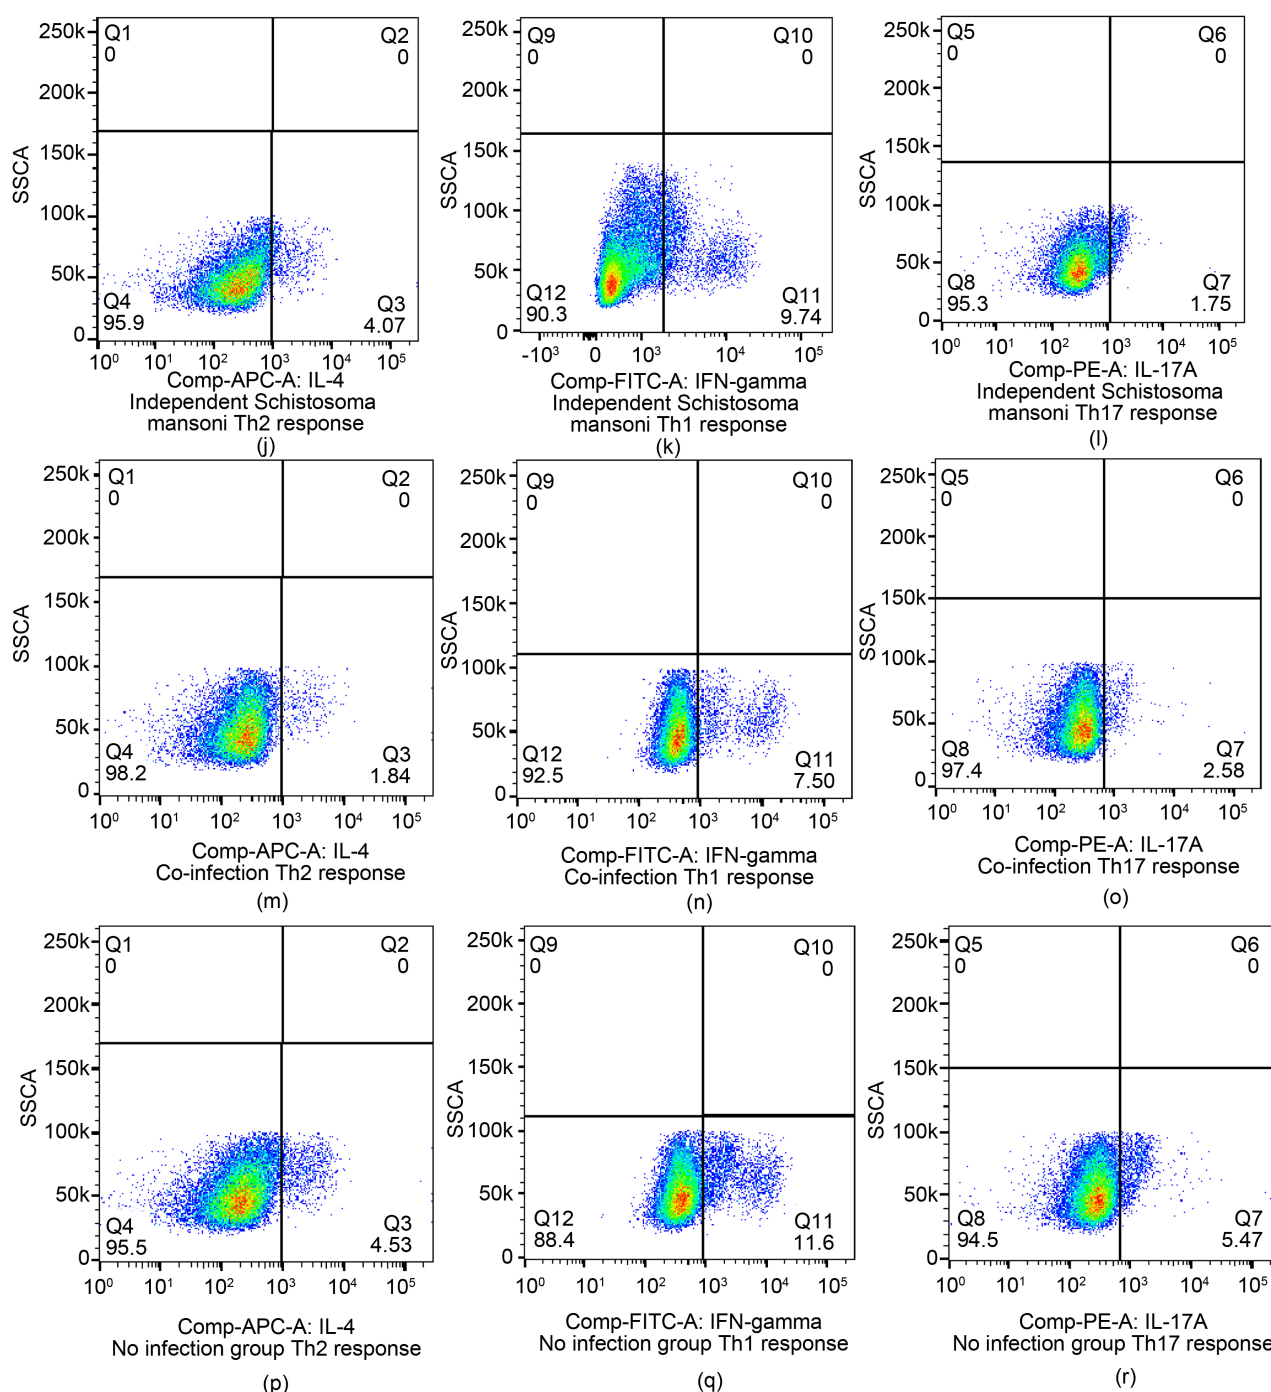 Q1
0
Q2
0
250k
200k
150k
100k
50k
0
SSCA
Q4
95.9
Q3
4.07
10⁰ 10¹ 10² 10³ 10⁴ 10⁵
Comp-APC-A: IL-4
Independent Schistosoma
mansoni Th2 response
(j)
Q9
0
Q10
0
250k
200k
150k
100k
50k
0
SSCA
Q12
90.3
Q11
9.74
-10³ 0 10³ 10⁴ 10⁵
Comp-FITC-A: IFN-gamma
Independent Schistosoma
mansoni Th1 response
(k)
Q5
0
Q6
0
250k
200k
150k
100k
50k
0
SSCA
Q8
95.3
Q7
1.75
10⁰ 10¹ 10² 10³ 10⁴ 10⁵
Comp-PE-A: IL-17A
Independent Schistosoma
mansoni Th17 response
(l)
Q1
0
Q2
0
250k
200k
150k
100k
50k
0
SSCA
Q4
98.2
Q3
1.84
10⁰ 10¹ 10² 10³ 10⁴ 10⁵
Comp-APC-A: IL-4
Co-infection Th2 response
(m)
Q9
0
Q10
0
250k
200k
150k
100k
50k
0
SSCA
Q12
92.5
Q11
7.50
10⁰ 10¹ 10² 10³ 10⁴ 10⁵
Comp-FITC-A: IFN-gamma
Co-infection Th1 response
(n)
Q5
0
Q6
0
250k
200k
150k
100k
50k
0
SSCA
Q8
97.4
Q7
2.58
10⁰ 10¹ 10² 10³ 10⁴ 10⁵
Comp-PE-A: IL-17A
Co-infection Th17 response
(o)
Q1
0
Q2
0
250k
200k
150k
100k
50k
0
SSCA
Q4
95.5
Q3
4.53
10⁰ 10¹ 10² 10³ 10⁴ 10⁵
Comp-APC-A: IL-4
No infection group Th2 response
(p)
Q9
0
Q10
0
250k
200k
150k
100k
50k
0
SSCA
Q12
88.4
Q11
11.6
10⁰ 10¹ 10² 10³ 10⁴ 10⁵
Comp-FITC-A: IFN-gamma
No infection group Th1 response
(q)
Q5
0
Q6
0
250k
200k
150k
100k
50k
0
SSCA
Q8
94.5
Q7
5.47
10⁰ 10¹ 10² 10³ 10⁴ 10⁵
Comp-PE-A: IL-17A
No infection group Th17 response
(r)